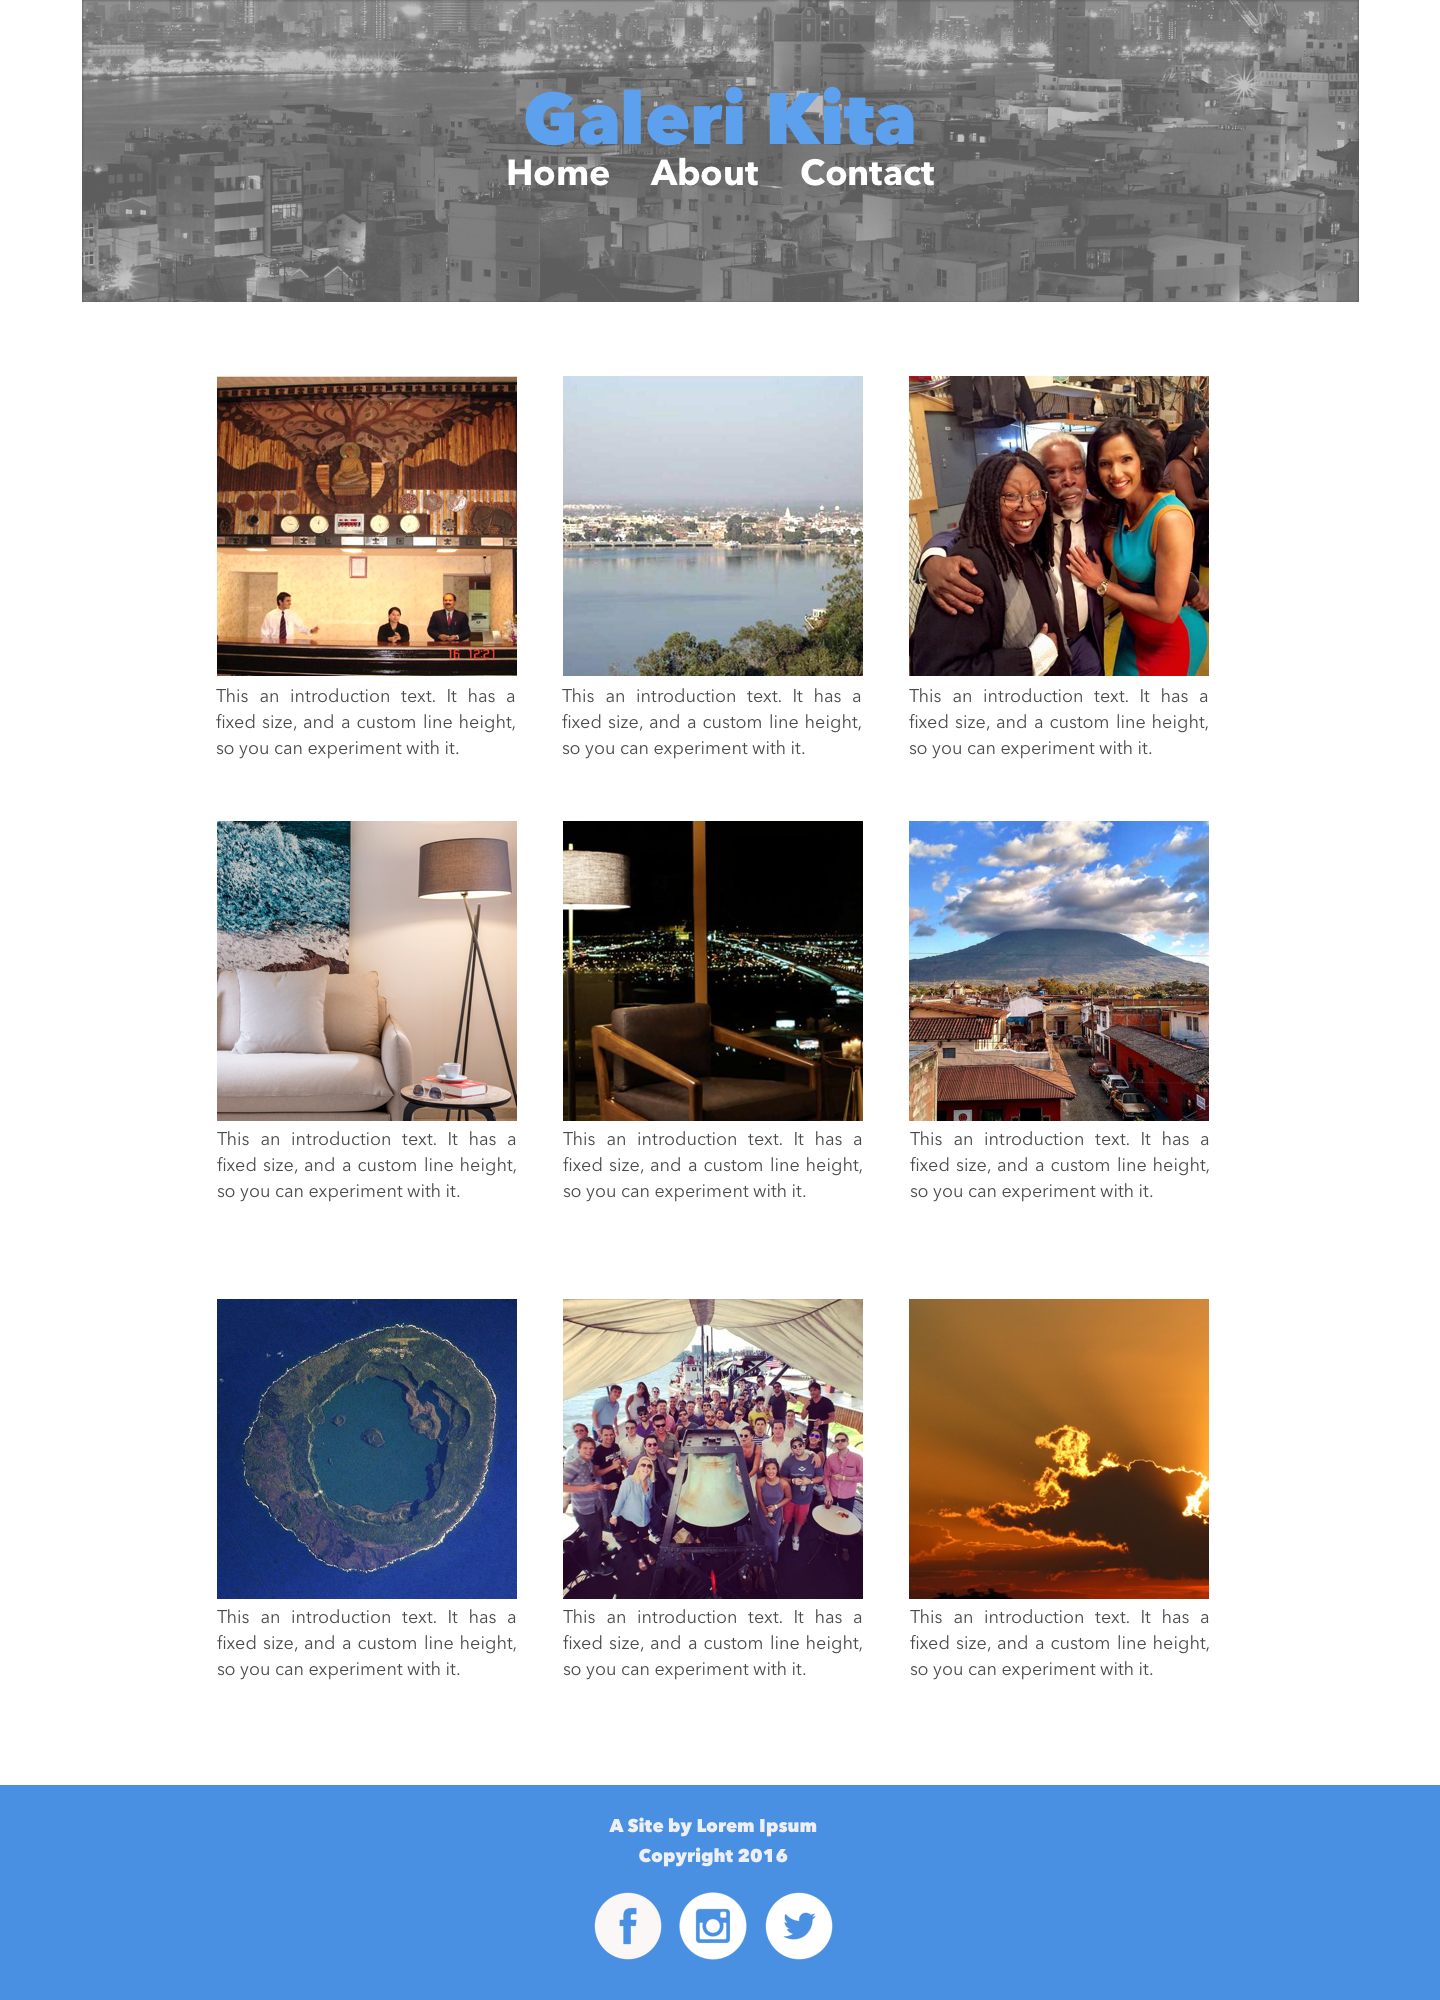 Galeri Kita
Home About Contact
16 12:21
This an introduction text. It has a
fixed size, and a custom line height,
so you can experiment with it.
This an introduction text. It has a
fixed size, and a custom line height,
so you can experiment with it.
This an introduction text. It has a
fixed size, and a custom line height,
so you can experiment with it.
This an introduction text. It has a
fixed size, and a custom line height,
so you can experiment with it.
This an introduction text. It has a
fixed size, and a custom line height,
so you can experiment with it.
This an introduction text. It has a
fixed size, and a custom line height,
so you can experiment with it.
This an introduction text. It has a
fixed size, and a custom line height,
so you can experiment with it.
This an introduction text. It has a
fixed size, and a custom line height,
so you can experiment with it.
This an introduction text. It has a
fixed size, and a custom line height,
so you can experiment with it.
A Site by Lorem Ipsum
Copyright 2016